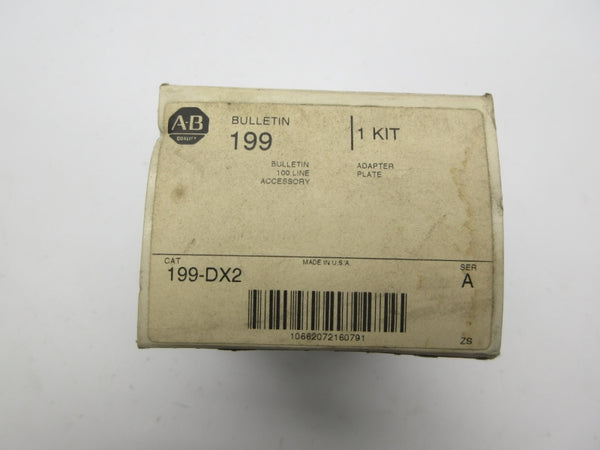 A-B
QUALITY
BULLETIN
199
1 KIT
BULLETIN
100 LINE
ACCESSORY
ADAPTER
PLATE
CAT
199-DX2
MADE IN U.S.A.
SER
A
10662072160791
ZS